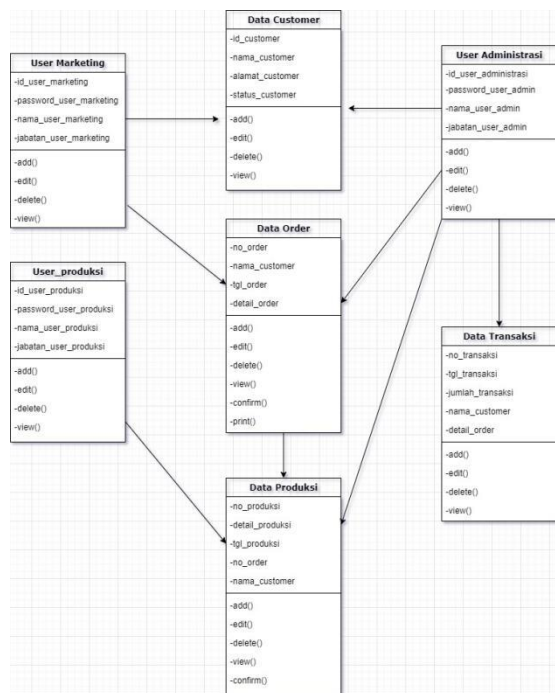 Data Customer
-id_customer
-nama_customer
-alamat_customer
-status_customer
-add()
-edit()
-delete()
-view()
User Marketing
-id_user_marketing
-password_user_marketing
-nama_user_marketing
-jabatan_user_marketing
-add()
-edit()
-delete()
-view()
User Administrasi
-id_user_administrasi
-password_user_admin
-nama_user_admin
-jabatan_user_admin
-add()
-edit()
-delete()
-view()
Data Order
-no_order
-nama_customer
-tgl_order
-detail_order
-add()
-edit()
-delete()
-view()
-confirm()
-print()
User_produksi
-id_user_produksi
-password_user_produksi
-nama_user_produksi
-jabatan_user_produksi
-add()
-edit()
-delete()
-view()
Data Transaksi
-no_transaksi
-tgl_transaksi
-jumlah_transaksi
-nama_customer
-detail_order
-add()
-edit()
-delete()
-view()
Data Produksi
-no_produksi
-detail_produksi
-tgl_produksi
-no_order
-nama_customer
-add()
-edit()
-delete()
-view()
-confirm()